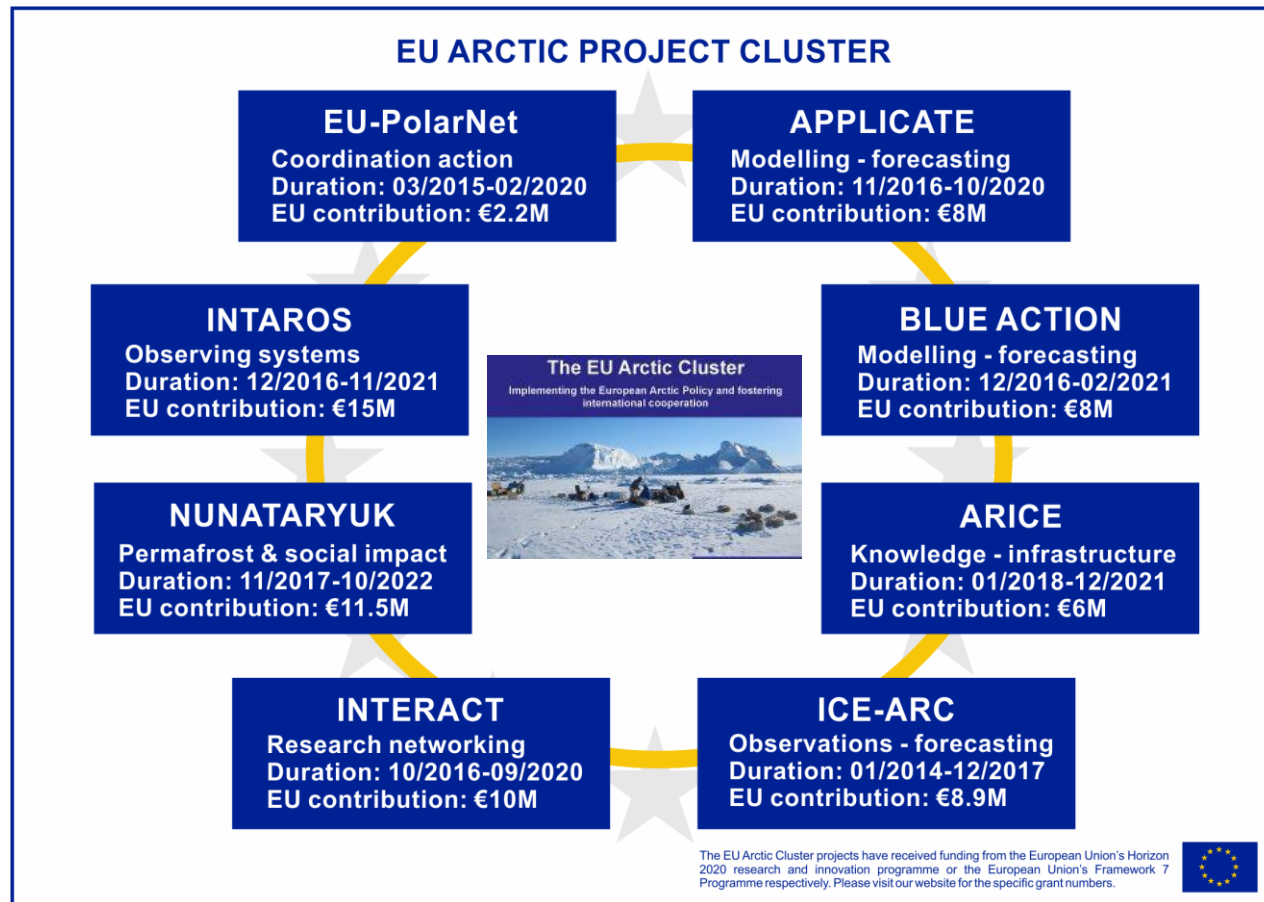 EU ARCTIC PROJECT CLUSTER
EU-PolarNet
Coordination action
Duration: 03/2015-02/2020
EU contribution: €2.2M
APPLICATE
Modelling - forecasting
Duration: 11/2016-10/2020
EU contribution: €8M
INTAROS
Observing systems
Duration: 12/2016-11/2021
EU contribution: €15M
The EU Arctic Cluster
Implementing the European Arctic Policy and fostering
international cooperation
BLUE ACTION
Modelling - forecasting
Duration: 12/2016-02/2021
EU contribution: €8M
NUNATARYUK
Permafrost & social impact
Duration: 11/2017-10/2022
EU contribution: €11.5M
ARICE
Knowledge - infrastructure
Duration: 01/2018-12/2021
EU contribution: €6M
INTERACT
Research networking
Duration: 10/2016-09/2020
EU contribution: €10M
ICE-ARC
Observations - forecasting
Duration: 01/2014-12/2017
EU contribution: €8.9M
The EU Arctic Cluster projects have received funding from the European Union's Horizon
2020 research and innovation programme or the European Union's Framework 7
Programme respectively. Please visit our website for the specific grant numbers.